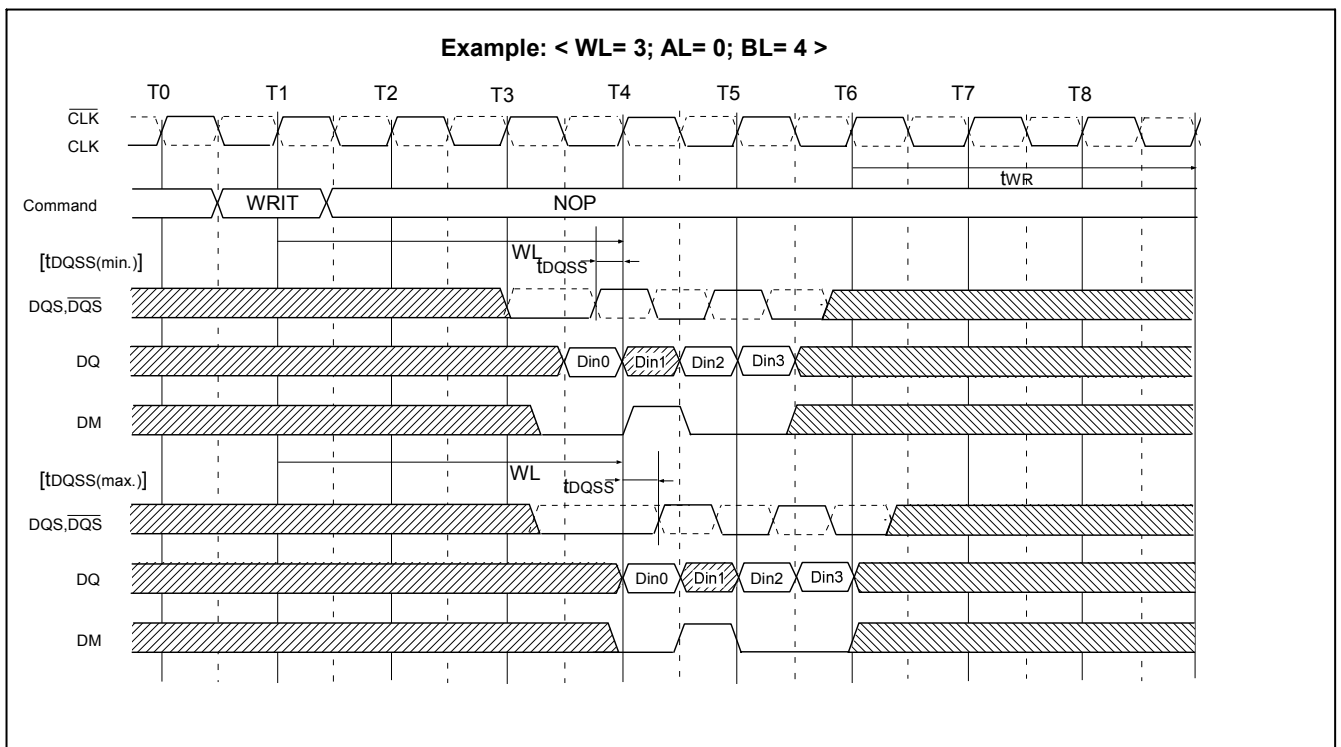 Example: < WL= 3; AL= 0; BL= 4 >
T0 T1 T2 T3 T4 T5 T6 T7 T8
CLK
CLK
tWR
Command WRIT NOP
WL
[tDQSS(min.)] tDQSS
DQS,DQS
DQ Din0 Din1 Din2 Din3
DM
WL
[tDQSS(max.)] tDQSS
DQS,DQS
DQ Din0 Din1 Din2 Din3
DM